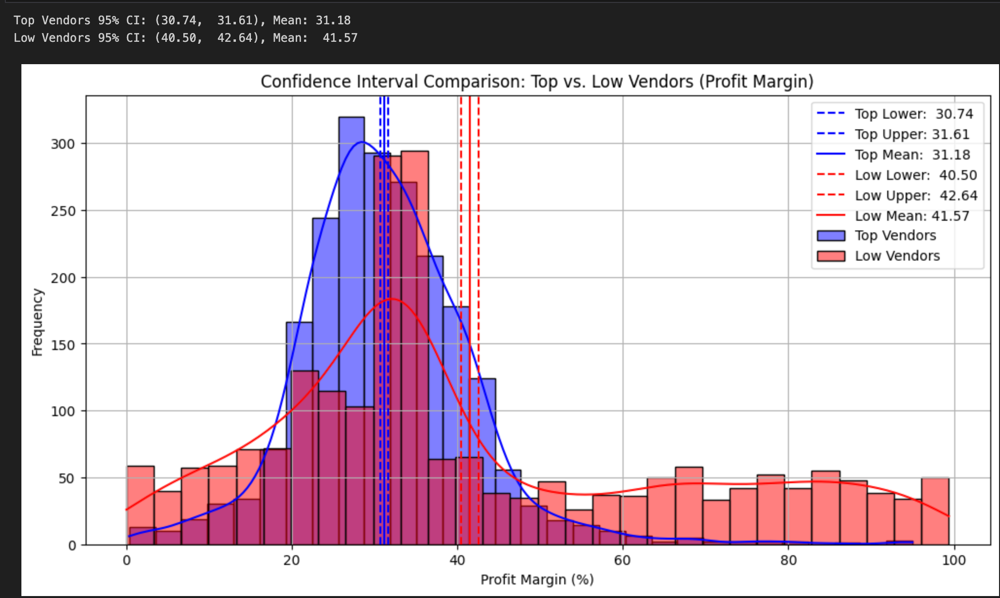 Top Vendors 95% CI: (30.74,  31.61), Mean: 31.18
Low Vendors 95% CI: (40.50,  42.64), Mean:  41.57
Confidence Interval Comparison: Top vs. Low Vendors (Profit Margin)
Top Lower:  30.74
Top Upper: 31.61
Top Mean:  31.18
Low Lower:  40.50
Low Upper:  42.64
Low Mean: 41.57
Top Vendors
Low Vendors
Frequency
300
250
200
150
100
50
0
0 20 40 60 80 100
Profit Margin (%)